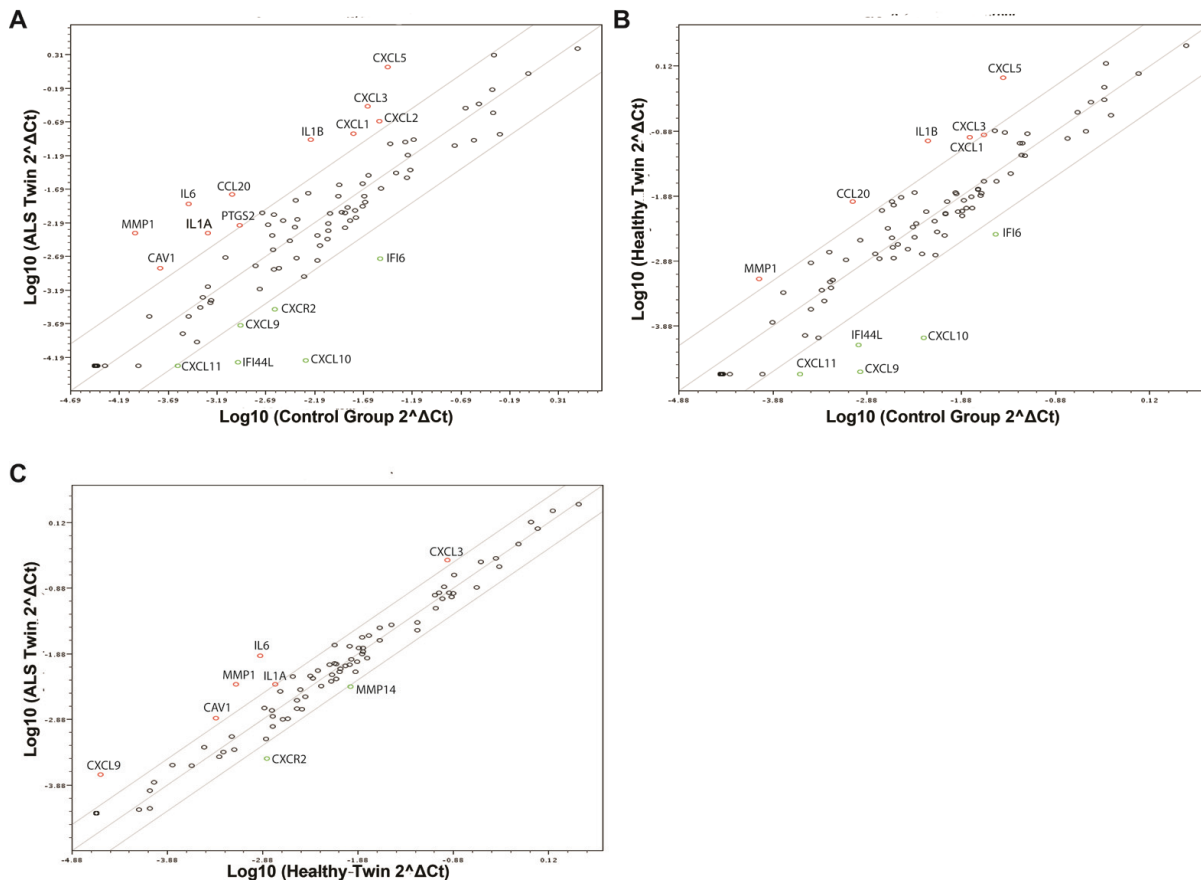 A
B
CXCL5
CXCL3
CXCL2
CXCL1
IL1B
CCL20
IL6
PTGS2
MMP1
IL1A
CAV1
IFI6
CXCR2
CXCL9
CXCL11
IFI44L
CXCL10
0.31
-0.19
-0.69
-1.19
-1.69
-2.19
-2.69
-3.19
-3.69
-4.19
Log10 (ALS Twin 2^ΔCt)
-4.69
-4.19
-3.69
-3.19
-2.69
-2.19
-1.69
-1.19
-0.69
-0.19
0.31
Log10 (Control Group 2^ΔCt)
CXCL5
CXCL3
IL1B
CXCL1
CCL20
IFI6
MMP1
IFI44L
CXCL10
CXCL11
CXCL9
0.12
-0.88
-1.88
-2.88
-3.88
Log10 (Healthy Twin 2^ΔCt)
-4.88
-3.88
-2.88
-1.88
-0.88
0.12
Log10 (Control Group 2^ΔCt)
C
CXCL3
IL6
MMP1
IL1A
MMP14
CAV1
CXCR2
CXCL9
0.12
-0.88
-1.88
-2.88
-3.88
Log10 (ALS Twin 2^ΔCt)
-4.88
-3.88
-2.88
-1.88
-0.88
0.12
Log10 (Healthy Twin 2^ΔCt)